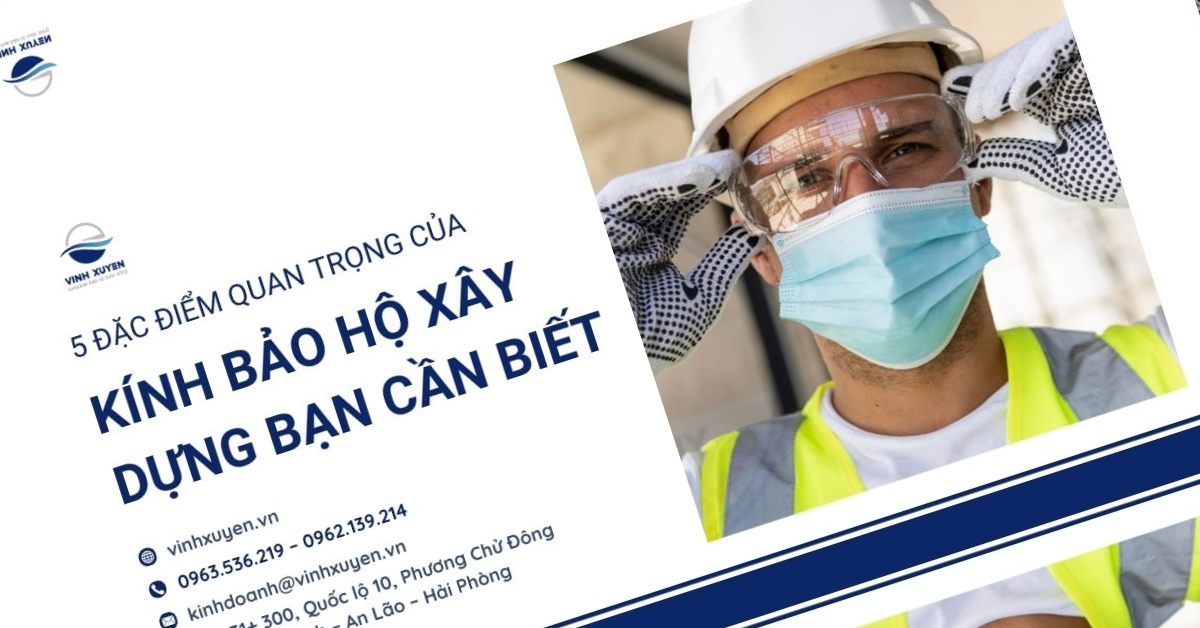 VINH XUYEN
VINH XUYEN
5 ĐẶC ĐIỂM QUAN TRỌNG CỦA
KÍNH BẢO HỘ XÂY
DỰNG BẠN CẦN BIẾT
vinhxuyen.vn
0963.536.219 – 0962.139.214
kinhdoanh@vinhxuyen.vn
300, Quốc lộ 10, Phương Chử Đông
– An Lão – Hải Phòng